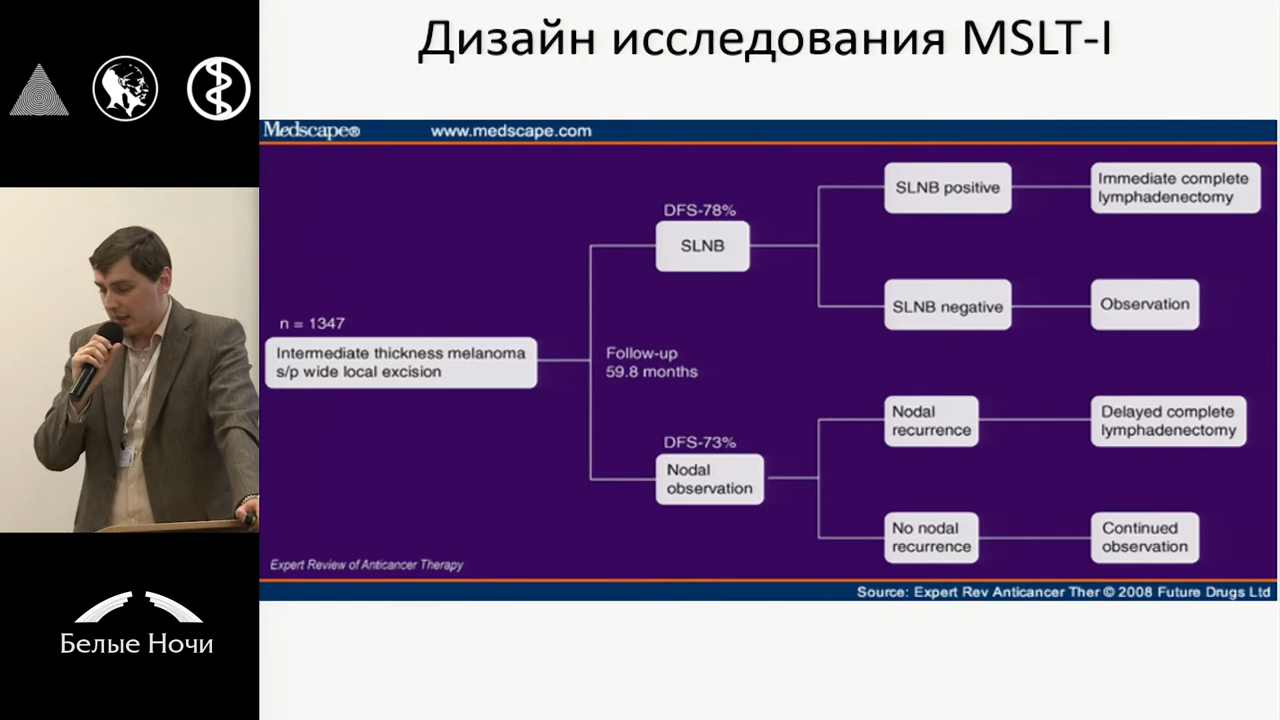 Дизайн исследования MSLT-I
Medscape® www.medscape.com
n = 1347
Intermediate thickness melanoma
s/p wide local excision
Follow-up
59.8 months
DFS-78%
SLNB
SLNB positive
Immediate complete
lymphadenectomy
SLNB negative
Observation
DFS-73%
Nodal
observation
Nodal
recurrence
Delayed complete
lymphadenectomy
No nodal
recurrence
Continued
observation
Expert Review of Anticancer Therapy
Source: Expert Rev Anticancer Ther © 2008 Future Drugs Ltd
Белые Ночи